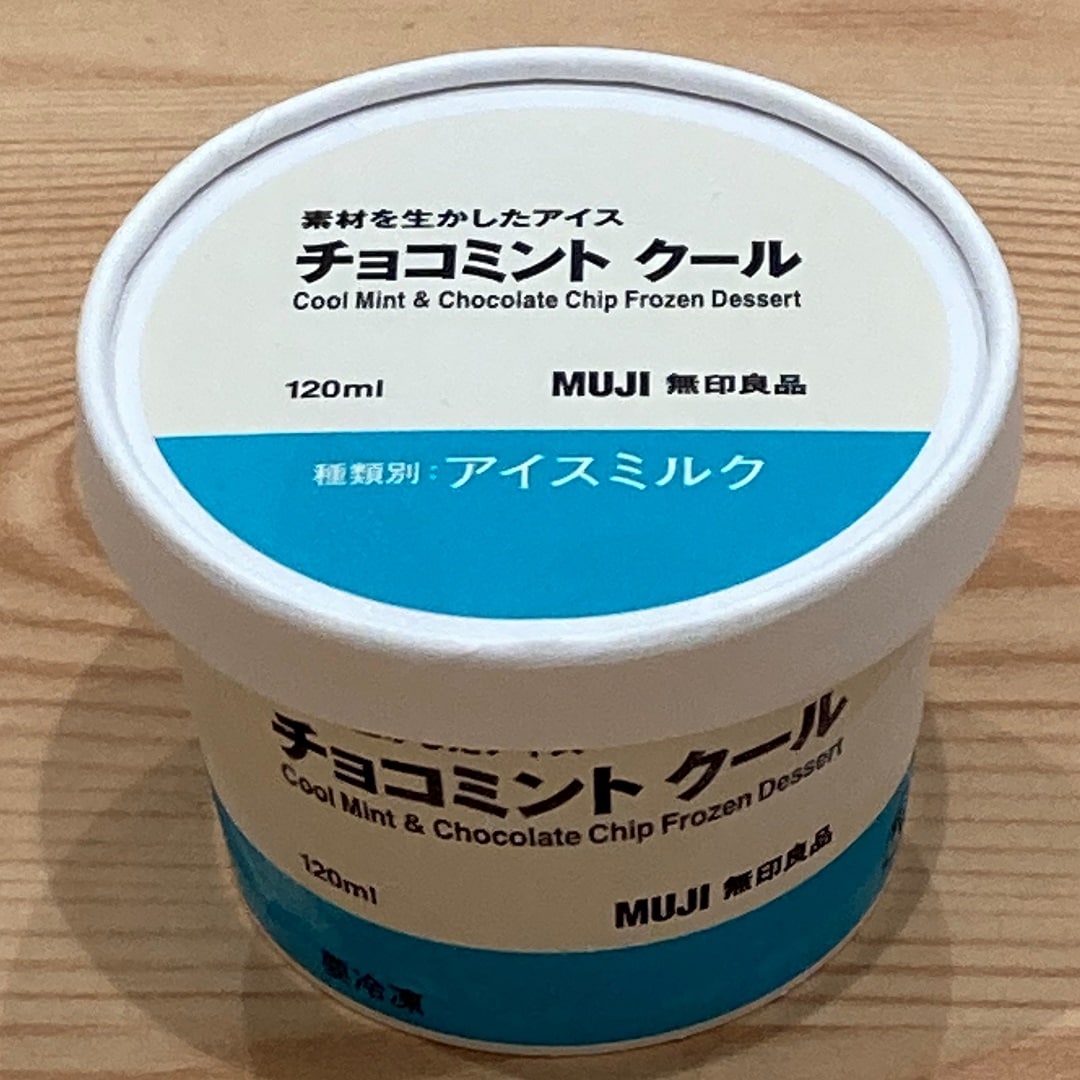 素材を生かしたアイス
チョコミント クール
Cool Mint & Chocolate Chip Frozen Dessert
120ml MUJI 無印良品
種類別:アイスミルク
チョコミント クール
Cool Mint & Chocolate Chip Frozen Dessert
120ml
MUJI 無印良品
要冷凍